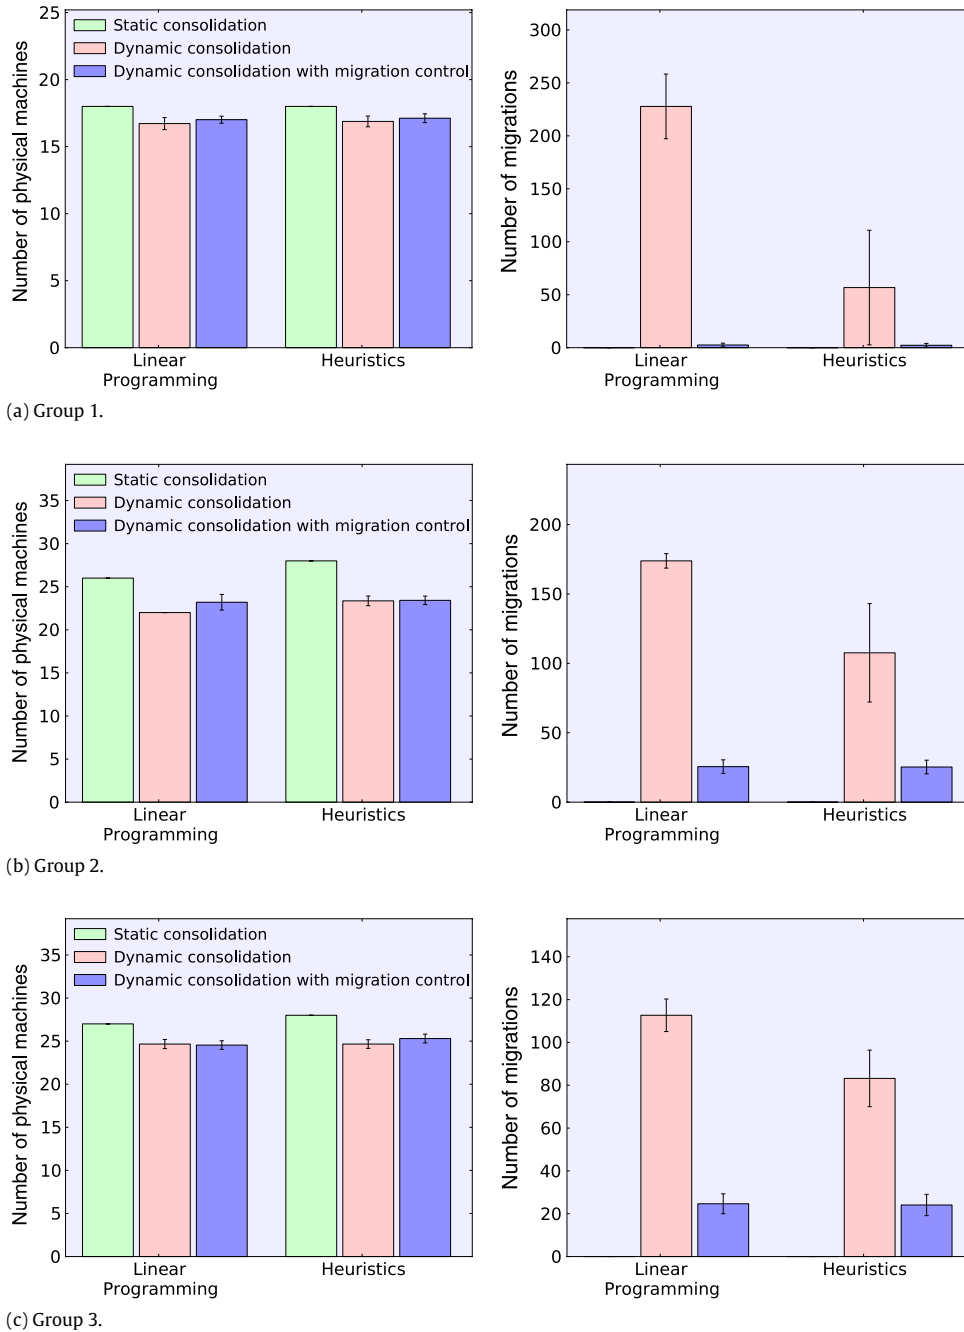 25
20
15
10
5
0
Number of physical machines
Static consolidation
Dynamic consolidation
Dynamic consolidation with migration control
Linear
Programming
Heuristics
300
250
200
150
100
50
0
Number of migrations
Linear
Programming
Heuristics
(a) Group 1.
35
30
25
20
15
10
5
0
Number of physical machines
Static consolidation
Dynamic consolidation
Dynamic consolidation with migration control
Linear
Programming
Heuristics
200
150
100
50
0
Number of migrations
Linear
Programming
Heuristics
(b) Group 2.
35
30
25
20
15
10
5
0
Number of physical machines
Static consolidation
Dynamic consolidation
Dynamic consolidation with migration control
Linear
Programming
Heuristics
140
120
100
80
60
40
20
0
Number of migrations
Linear
Programming
Heuristics
(c) Group 3.